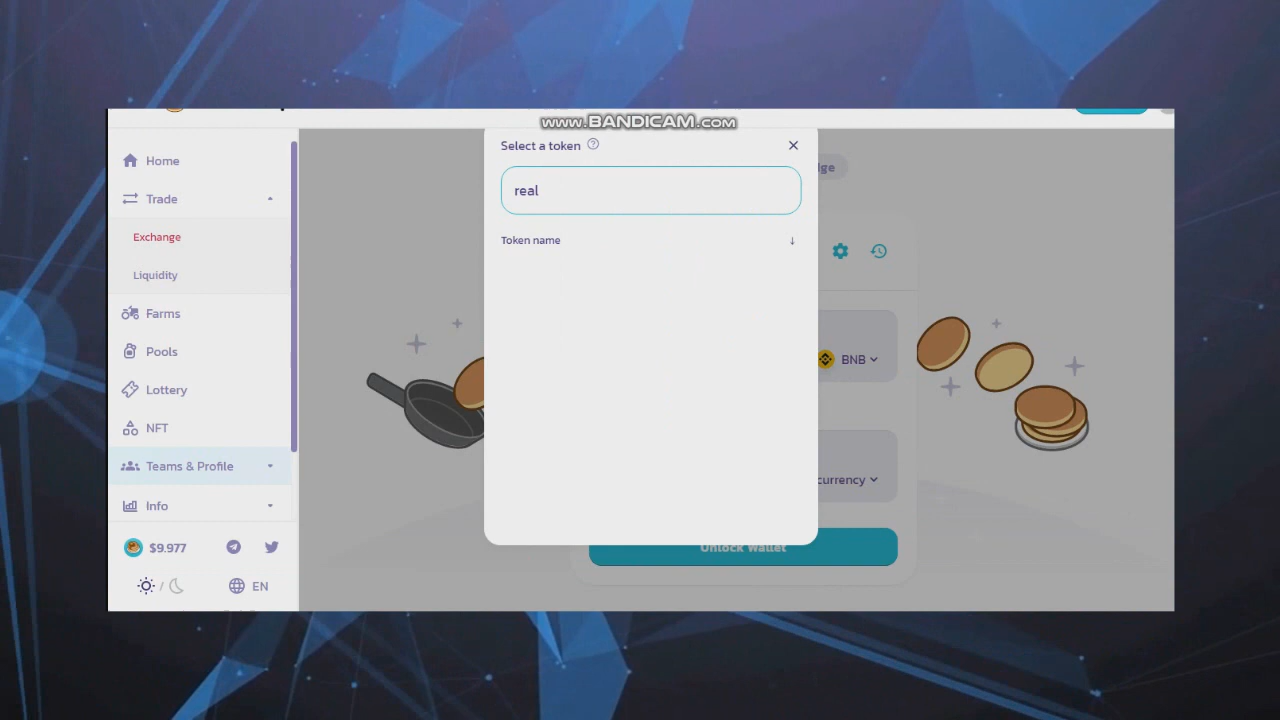 www.BANDICAM.com
Select a token
real
Token name
Home
Trade
Exchange
Liquidity
Farms
Pools
Lottery
NFT
Teams & Profile
Info
$9.977
/
EN
dge
BNB
currency
Unlock Wallet